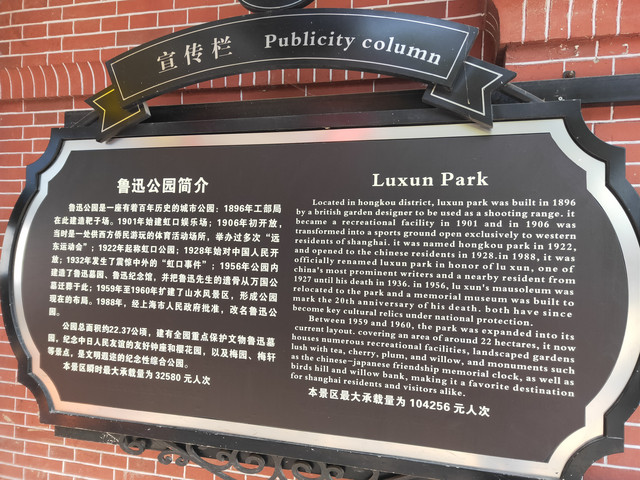 宣传栏 Publicity column
鲁迅公园简介
鲁迅公园是一座有着百年历史的城市公园：1896年工部局
在此建造靶子场。1901年始建虹口娱乐场；1906年初开放，
当时是一处供西方侨民游玩的体育活动场所，举办过多次“远
东运动会”；1922年起称虹口公园；1928年始对中国人民开
放；1932年发生了震惊中外的“虹口事件”；1956年公园内
建造了鲁迅墓园、鲁迅纪念馆，并把鲁迅先生的遗骨从万国公
墓迁葬于此；1959年至1960年扩建了山水风景区，形成公园
现在的布局。1988年，经上海市人民政府批准，改名鲁迅公
园。
公园总面积约22.37公顷，建有全国重点保护文物鲁迅墓
园，纪念中日人民友谊的友好钟座和樱花园，以及梅园、梅轩
等景点，是文明遐迩的纪念性综合公园。
本景区瞬时最大承载量为 32580 元人次
Luxun Park
Located in hongkou district, luxun park was built in 1896
by a british garden designer to be used as a shooting range. it
became a recreational facility in 1901 and in 1906 was
transformed into a sports ground open exclusively to western
residents of shanghai. it was named hongkou park in 1922,
and opened to the chinese residents in 1928.in 1988, it was
officially renamed luxun park in honor of lu xun, one of
china's most prominent writers and a nearby resident from
1927 until his death in 1936. in 1956, lu xun's mausoleum was
relocated to the park and a memorial museum was built to
mark the 20th anniversary of his death. both have since
become key cultural relics under national protection.
Between 1959 and 1960, the park was expanded into its
current layout. covering an area of around 22 hectares, it now
houses numerous recreational facilities, landscaped gardens
lush with tea, cherry, plum, and willow, and monuments such
as the chinese-japanese friendship memorial clock, as well as
birds hill and willow bank, making it a favorite destination
for shanghai residents and visitors alike.
本景区最大承载量为 104256 元人次